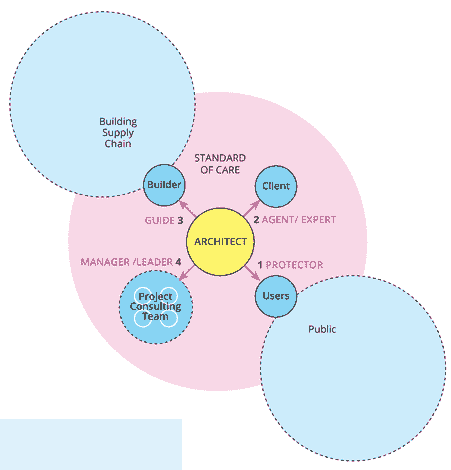 Building
Supply
Chain
STANDARD
OF CARE
Builder
Client
GUIDE 3
2 AGENT/ EXPERT
ARCHITECT
MANAGER /LEADER 4
1 PROTECTOR
Project
Consulting
Team
Users
Public